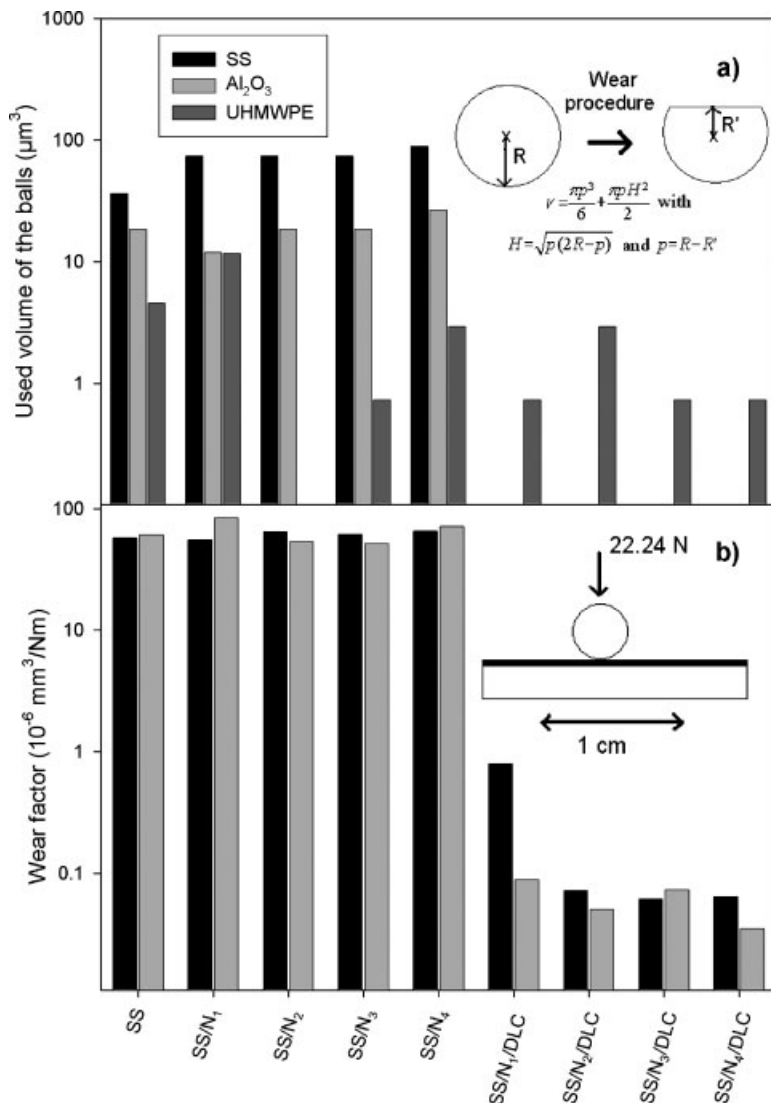 1000
100
10
1
Used volume of the balls (μm³)
SS
Al₂O₃
UHMWPE
a)
Wear
procedure
R
R'
v = πp³/6 + πpH²/2 with
H = √p(2R−p) and p = R−R'
100
10
1
0.1
Wear factor (10⁻⁶ mm³/Nm)
b)
22.24 N
1 cm
SS
SS/N₁
SS/N₂
SS/N₃
SS/N₄
SS/N₁/DLC
SS/N₂/DLC
SS/N₃/DLC
SS/N₄/DLC